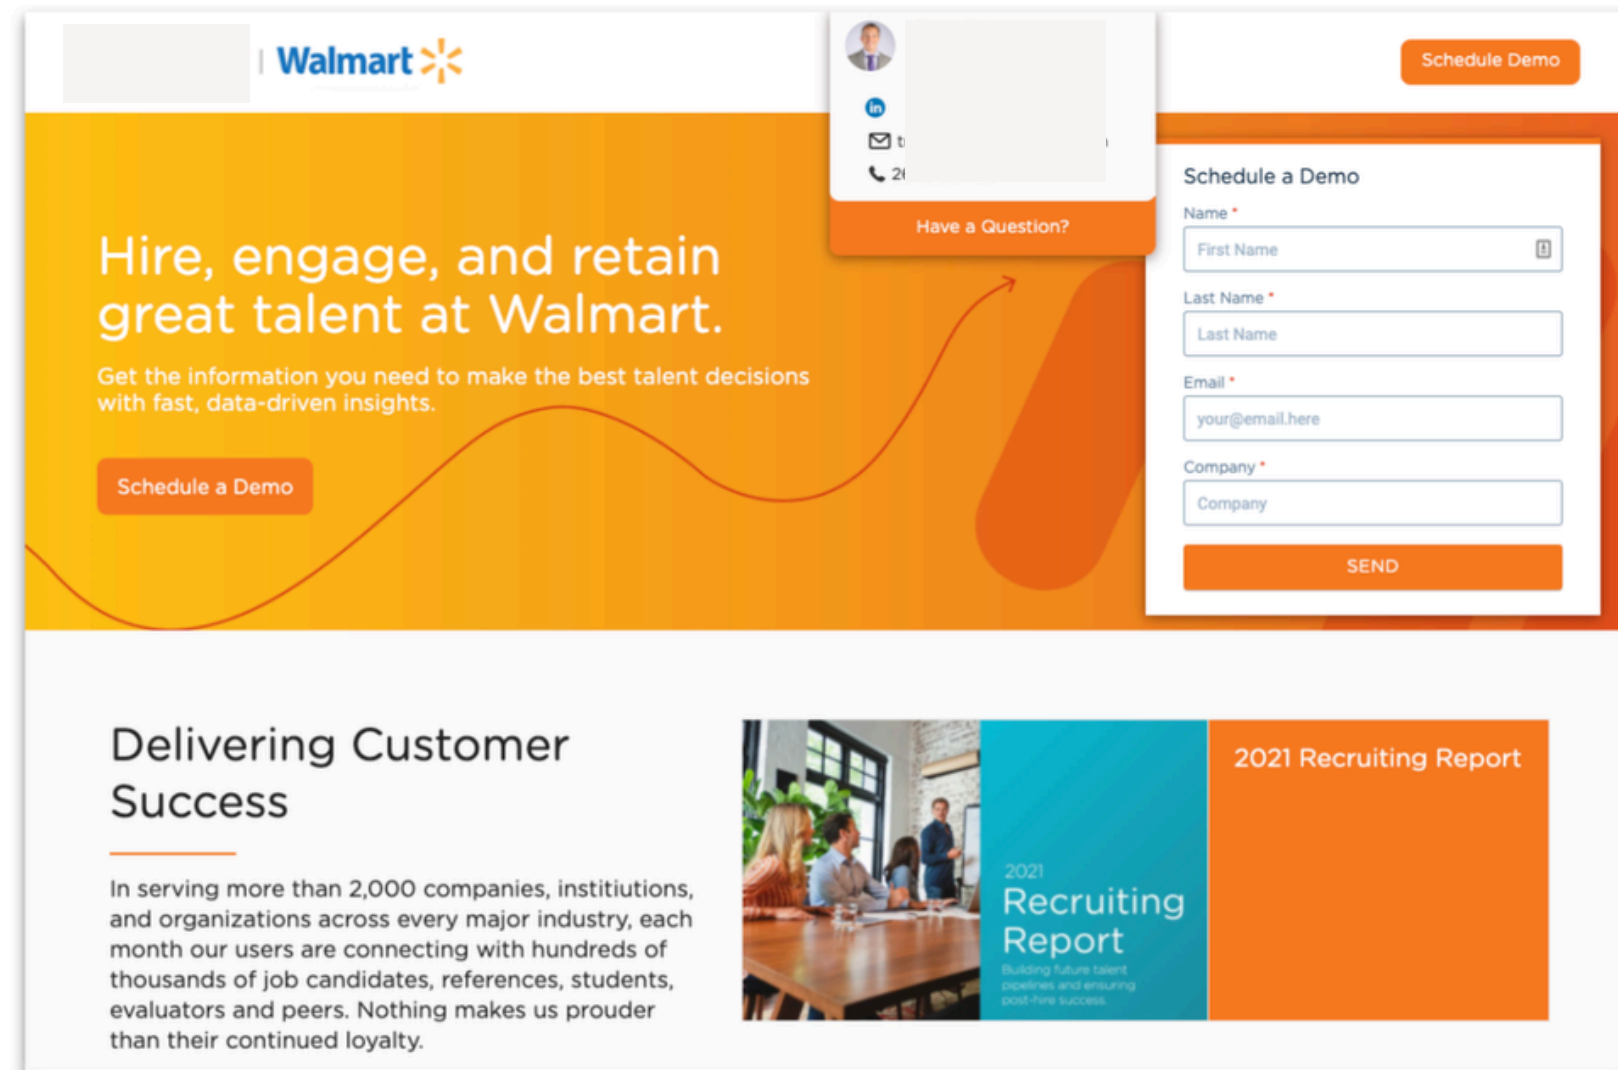 Walmart
Schedule Demo
in
Have a Question?
Hire, engage, and retain
great talent at Walmart.
Get the information you need to make the best talent decisions
with fast, data-driven insights.
Schedule a Demo
Schedule a Demo
Name *
First Name
Last Name *
Last Name
Email *
your@email.here
Company *
Company
SEND
Delivering Customer
Success
In serving more than 2,000 companies, institiutions,
and organizations across every major industry, each
month our users are connecting with hundreds of
thousands of job candidates, references, students,
evaluators and peers. Nothing makes us prouder
than their continued loyalty.
2021
Recruiting
Report
Building future talent
pipelines and ensuring
post-hire success.
2021 Recruiting Report